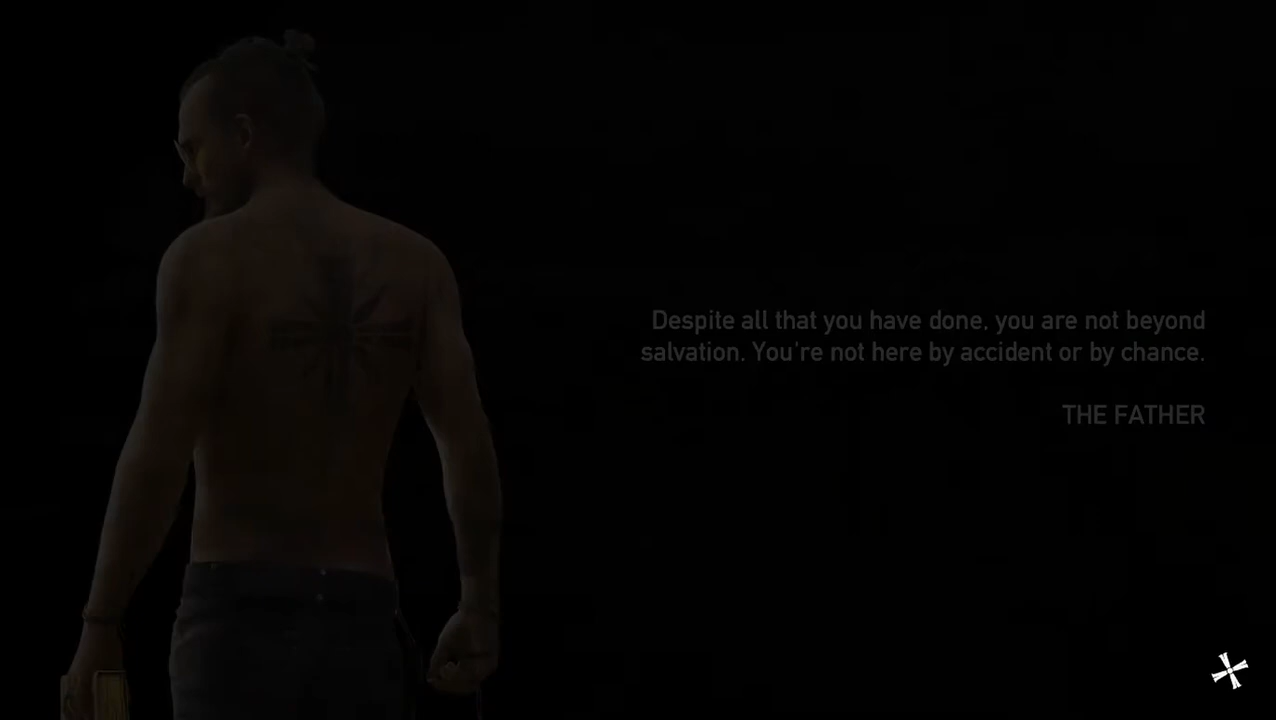 Despite all that you have done, you are not beyond
salvation. You're not here by accident or by chance.
THE FATHER